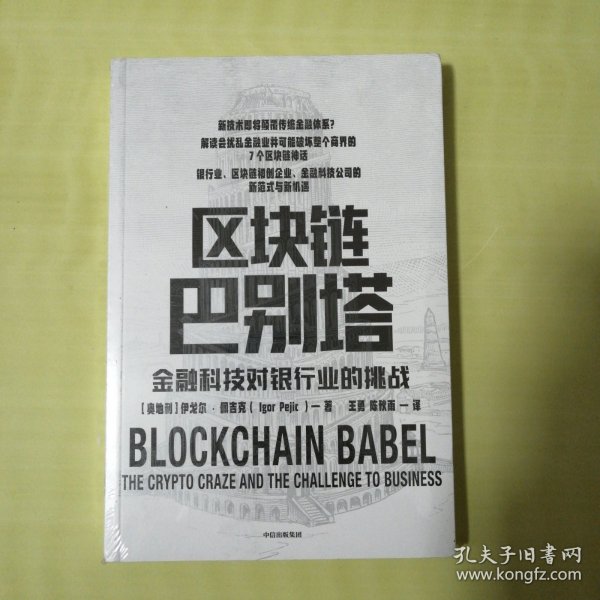 新技术即将颠覆传统金融体系?
解读会扰乱金融业并可能破坏整个商界的
7个区块链神话
银行业、区块链初创企业、金融科技公司的
新范式与新机遇
区块链
巴别塔
金融科技对银行业的挑战
[奥地利]伊戈尔·佩吉克( Igor Pejic )一著 王勇 陈秋雨 一译
BLOCKCHAIN BABEL
THE CRYPTO CRAZE AND THE CHALLENGE TO BUSINESS
中信出版集团
孔夫子旧书网
www.kongfz.com